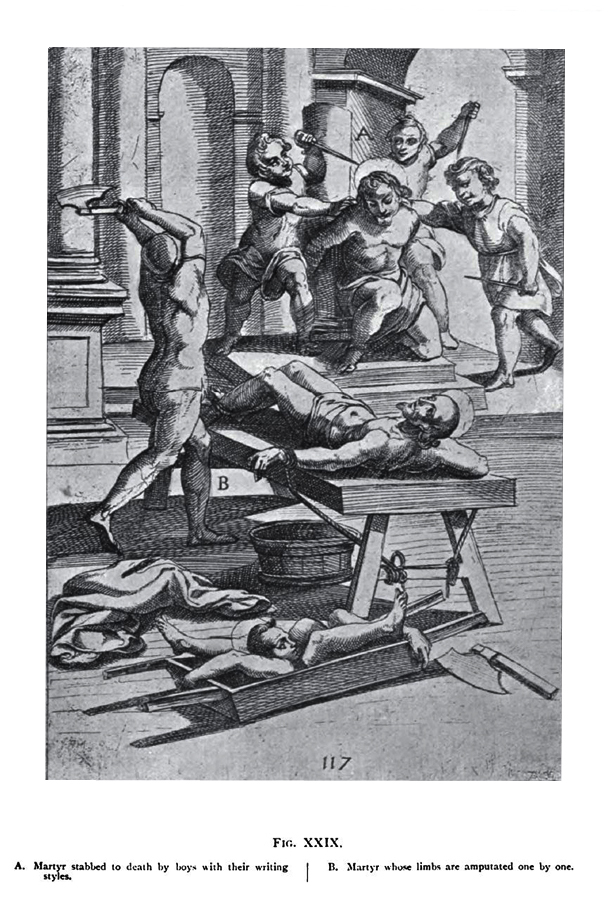 A
B
117
Fig. XXIX.
A. Martyr stabbed to death by boys with their writing styles.
B. Martyr whose limbs are amputated one by one.